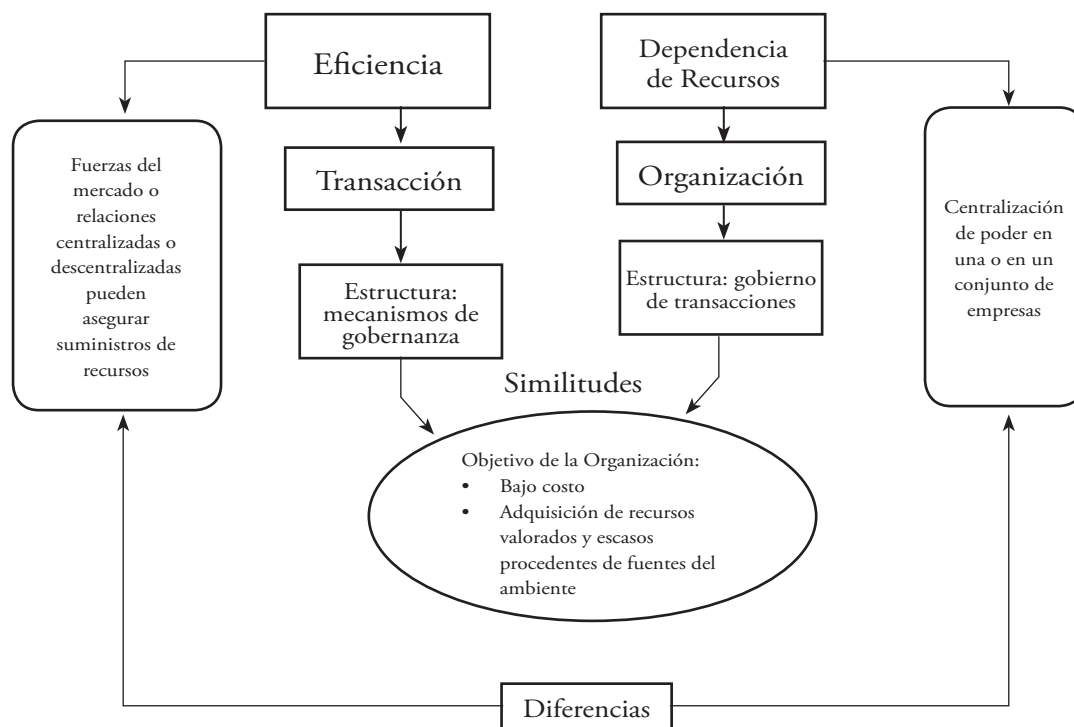 Eficiencia
Dependencia
de Recursos
Fuerzas del
mercado o
relaciones
centralizadas o
descentralizadas
pueden
asegurar
suministros de
recursos
Transacción
Organización
Centralización
de poder en
una o en un
conjunto de
empresas
Estructura:
mecanismos de
gobernanza
Estructura: gobierno
de transacciones
Similitudes
Objetivo de la Organización:
• Bajo costo
• Adquisición de recursos
valorados y escasos
procedentes de fuentes del
ambiente
Diferencias